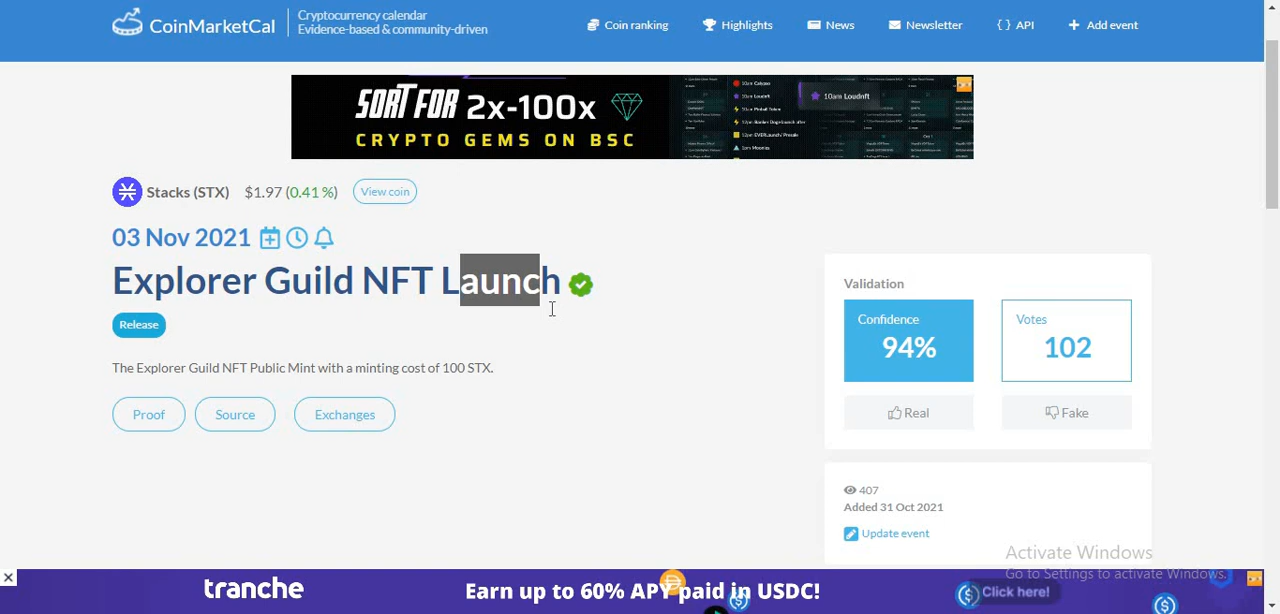 CoinMarketCal
Cryptocurrency calendar
Evidence-based & community-driven
Coin ranking
Highlights
News
Newsletter
{ } API
+ Add event
SORT FOR 2x-100x
CRYPTO GEMS ON BSC
10am Loudnft
Stacks (STX) $1.97 (0.41 %) View coin
03 Nov 2021
Explorer Guild NFT Launch
Release
The Explorer Guild NFT Public Mint with a minting cost of 100 STX.
Proof
Source
Exchanges
Validation
Confidence
94%
Votes
102
Real
Fake
407
Added 31 Oct 2021
Update event
Activate Windows
Go to Settings to activate Windows.
tranche
Earn up to 60% APY paid in USDC!
Click here!